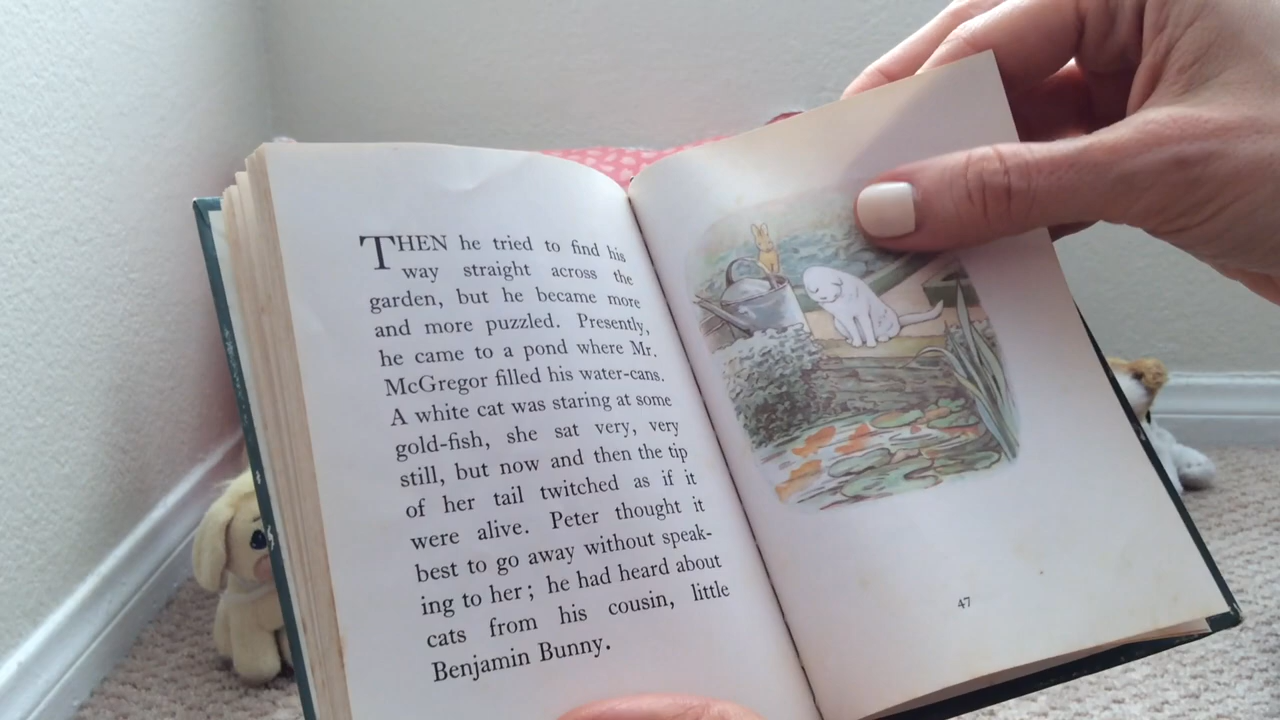 THEN he tried to find his
way straight across the
garden, but he became more
and more puzzled. Presently,
he came to a pond where Mr.
McGregor filled his water-cans.
A white cat was staring at some
gold-fish, she sat very, very
still, but now and then the tip
of her tail twitched as if it
were alive. Peter thought it
best to go away without speak-
ing to her; he had heard about
cats from his cousin, little
Benjamin Bunny.
47